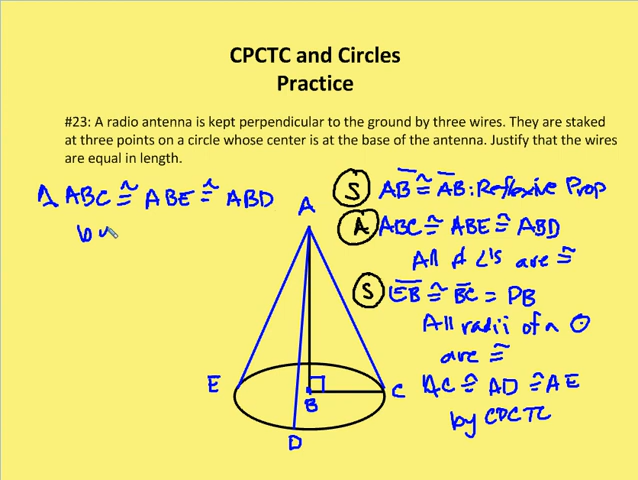 CPCTC and Circles
Practice
#23: A radio antenna is kept perpendicular to the ground by three wires. They are staked
at three points on a circle whose center is at the base of the antenna. Justify that the wires
are equal in length.
△ ABC ≅ ABE ≅ ABD
by
S AB ≅ AB : Reflexive Prop
A ABC ≅ ABE ≅ ABD
All rt ∠'s are ≅
S EB ≅ BC = DB
All radii of a ⊙
are ≅
AC ≅ AD ≅ AE
by CPCTC
A
E
B
C
D